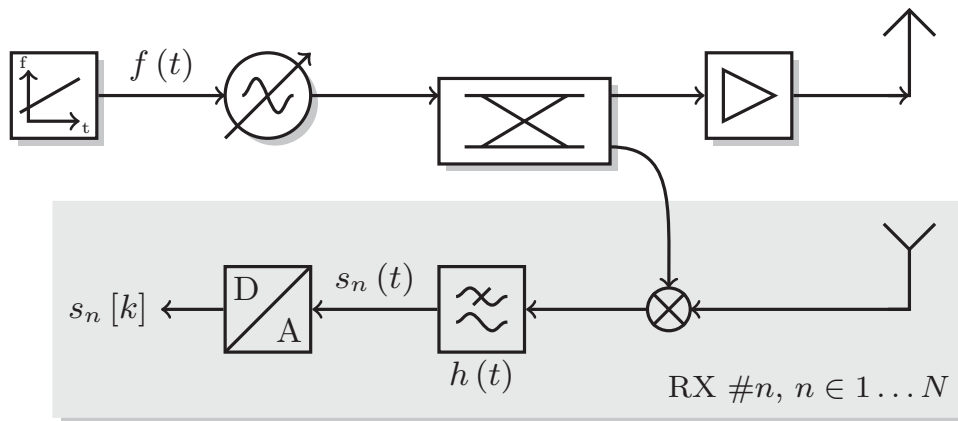 f
t
f (t)
s_n [k]
D
A
s_n (t)
h (t)
RX #n, n ∈ 1 … N